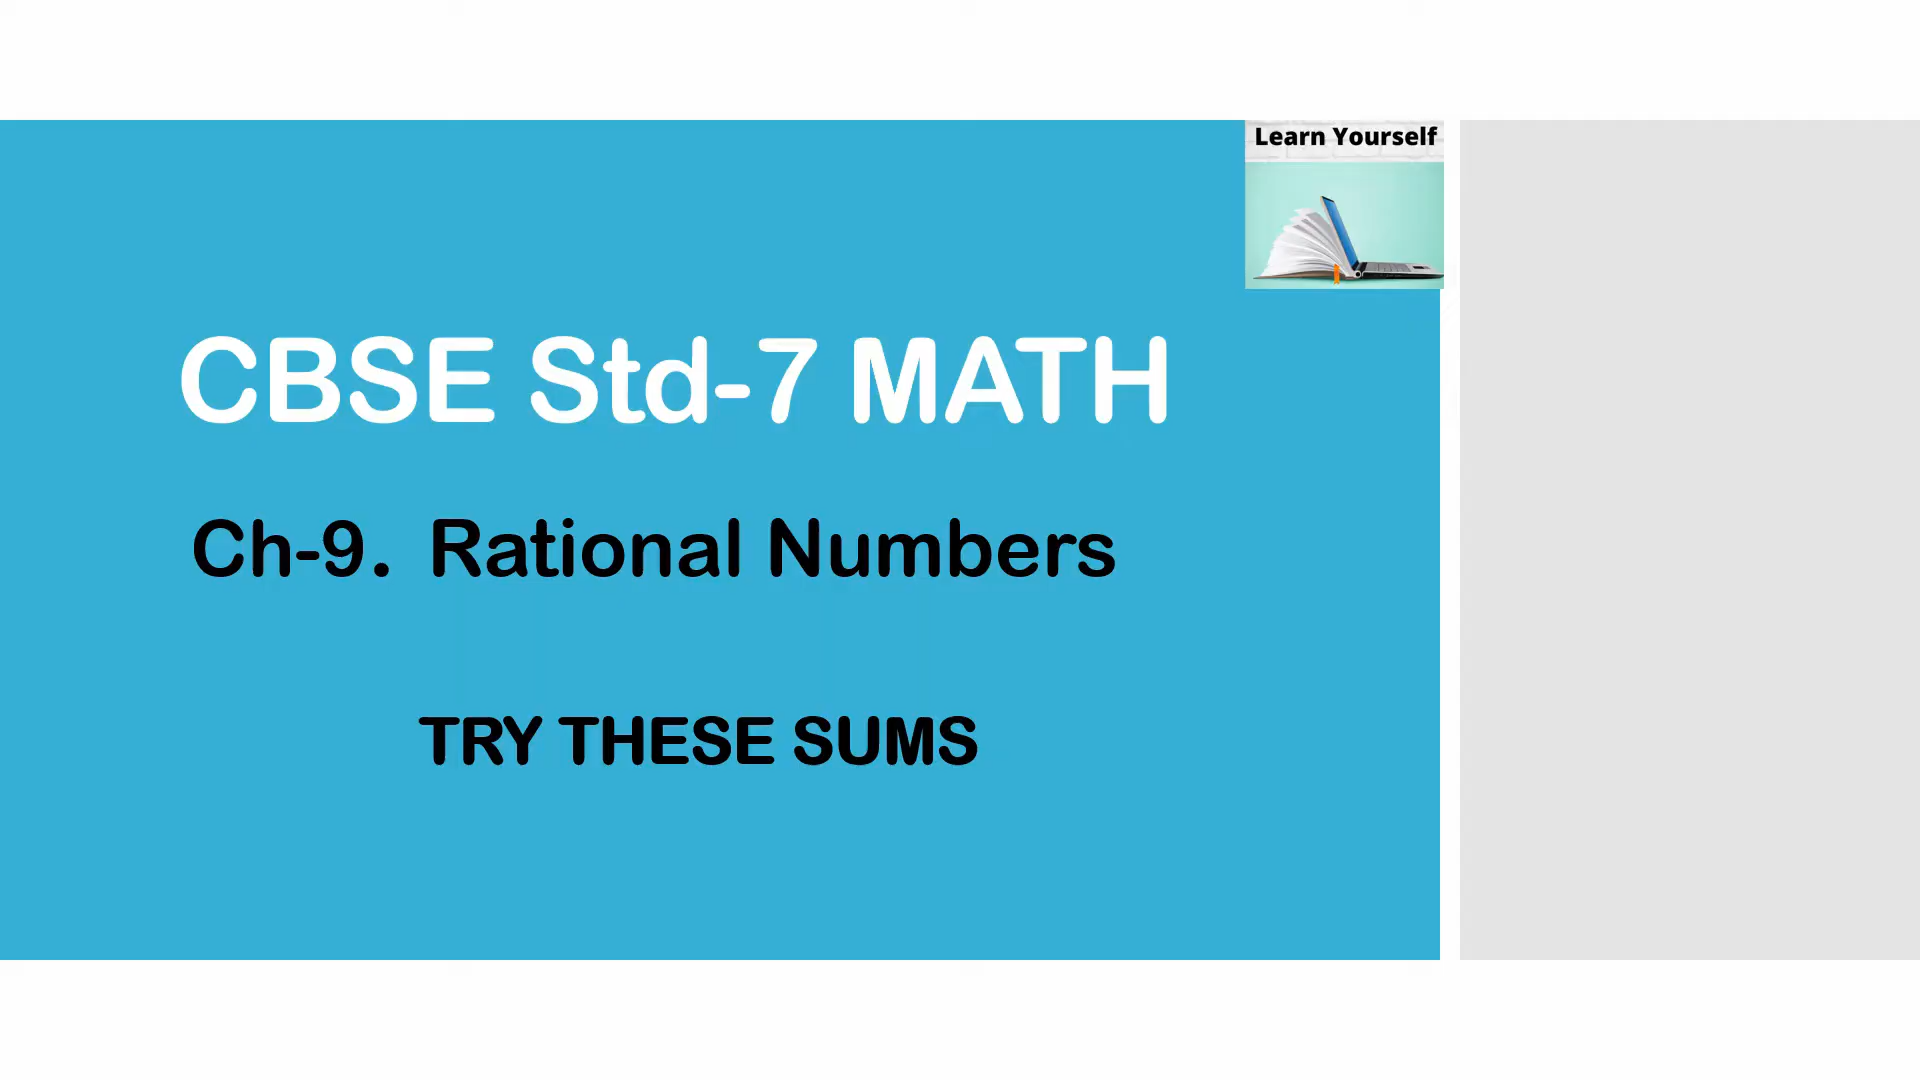 Learn Yourself
CBSE Std-7 MATH
Ch-9. Rational Numbers
TRY THESE SUMS